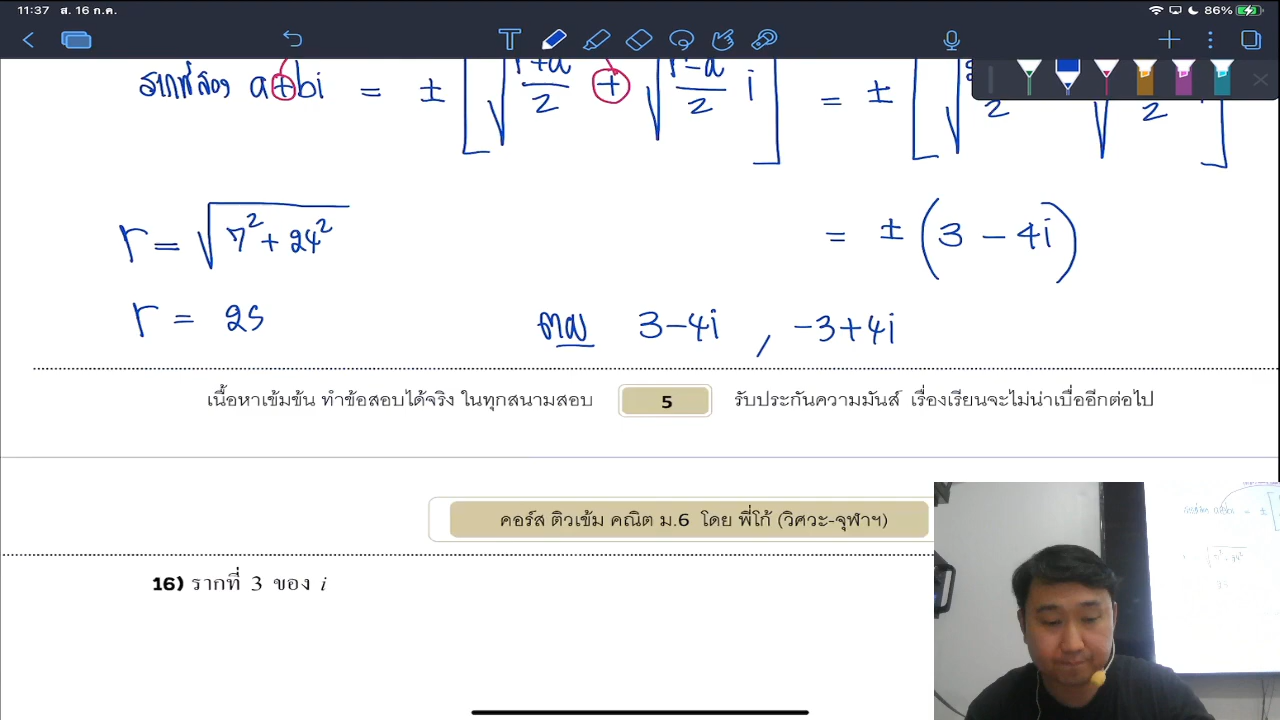 11:37 ส. 16 ก.ค. 86%
รากที่สอง a+bi = ± [√((r+a)/2) + √((r-a)/2) i] = ± [
r = √(7² + 24²)
= ± (3 - 4i)
r = 25
ตอบ 3-4i , -3+4i
เนื้อหาเข้มข้น ทำข้อสอบได้จริง ในทุกสนามสอบ 5 รับประกันความมันส์ เรื่องเรียนจะไม่น่าเบื่ออีกต่อไป
คอร์ส ติวเข้ม คณิต ม.6 โดย พี่โก้ (วิศวะ-จุฬาฯ)
16) รากที่ 3 ของ i